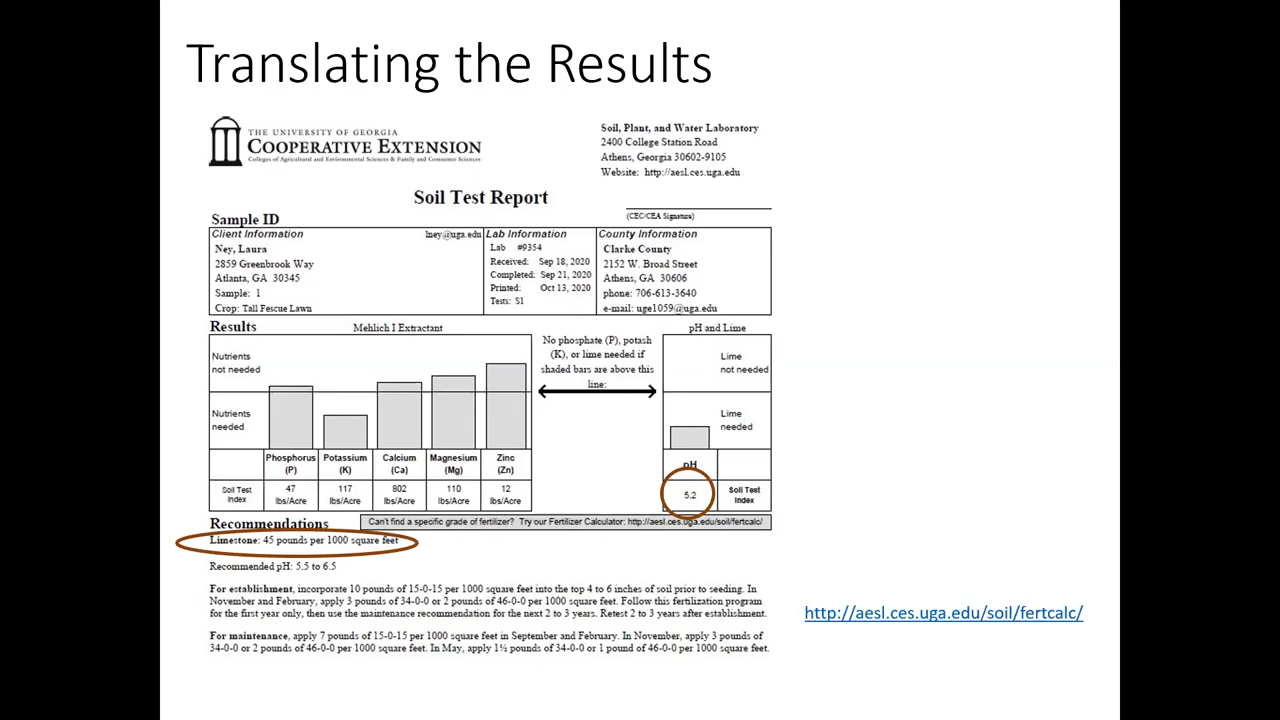 Translating the Results
THE UNIVERSITY OF GEORGIA
COOPERATIVE EXTENSION
Colleges of Agricultural and Environmental Sciences & Family and Consumer Sciences
Soil, Plant, and Water Laboratory
2400 College Station Road
Athens, Georgia 30602-9105
Website: http://aesl.ces.uga.edu
Soil Test Report
(CEC/CEA Signature)
Sample ID
Client Information lney@uga.edu
Ney, Laura
2859 Greenbrook Way
Atlanta, GA 30345
Sample: 1
Crop: Tall Fescue Lawn
Lab Information
Lab #9354
Received: Sep 18, 2020
Completed: Sep 21, 2020
Printed: Oct 13, 2020
Tests: S1
County Information
Clarke County
2152 W. Broad Street
Athens, GA 30606
phone: 706-613-3640
e-mail: uge1059@uga.edu
Results
Mehlich I Extractant
pH and Lime
Nutrients
not needed
Nutrients
needed
No phosphate (P), potash
(K), or lime needed if
shaded bars are above this
line:
Lime
not needed
Lime
needed
Phosphorus
(P)
Potassium
(K)
Calcium
(Ca)
Magnesium
(Mg)
Zinc
(Zn)
pH
Soil Test
Index
47
lbs/Acre
117
lbs/Acre
802
lbs/Acre
110
lbs/Acre
12
lbs/Acre
5.2
Soil Test
Index
Recommendations
Can't find a specific grade of fertilizer? Try our Fertilizer Calculator: http://aesl.ces.uga.edu/soil/fertcalc/
Limestone: 45 pounds per 1000 square feet
Recommended pH: 5.5 to 6.5
For establishment, incorporate 10 pounds of 15-0-15 per 1000 square feet into the top 4 to 6 inches of soil prior to seeding. In
November and February, apply 3 pounds of 34-0-0 or 2 pounds of 46-0-0 per 1000 square feet. Follow this fertilization program
for the first year only, then use the maintenance recommendation for the next 2 to 3 years. Retest 2 to 3 years after establishment.
For maintenance, apply 7 pounds of 15-0-15 per 1000 square feet in September and February. In November, apply 3 pounds of
34-0-0 or 2 pounds of 46-0-0 per 1000 square feet. In May, apply 1½ pounds of 34-0-0 or 1 pound of 46-0-0 per 1000 square feet.
http://aesl.ces.uga.edu/soil/fertcalc/